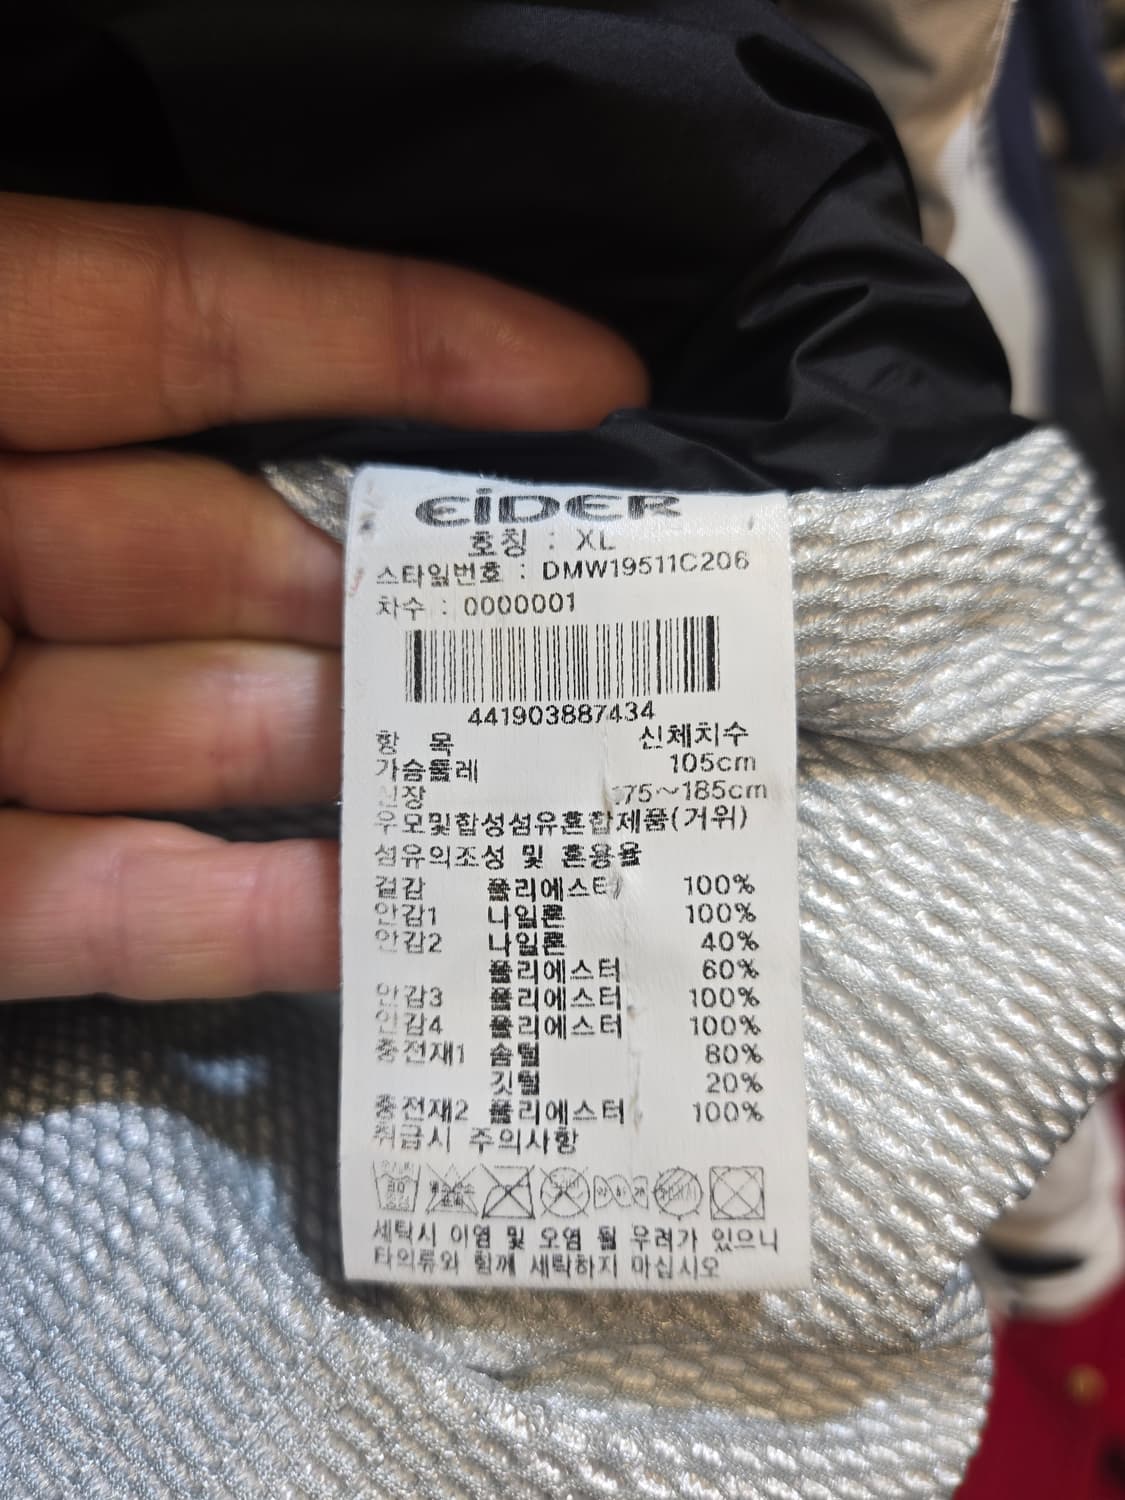 EiDER
호칭 : XL
스타일번호 : DMW19511C206
차수 : 0000001
441903887434
항 목 신체치수
가슴둘레 105cm
신장 175~185cm
우모및합성섬유혼합제품(거위)
섬유의조성 및 혼용율
겉감 폴리에스터 100%
안감1 나일론 100%
안감2 나일론 40%
폴리에스터 60%
안감3 폴리에스터 100%
안감4 폴리에스터 100%
충전재1 솜털 80%
깃털 20%
충전재2 폴리에스터 100%
취급시 주의사항
세탁시 이염 및 오염 될 우려가 있으니
타의류와 함께 세탁하지 마십시오